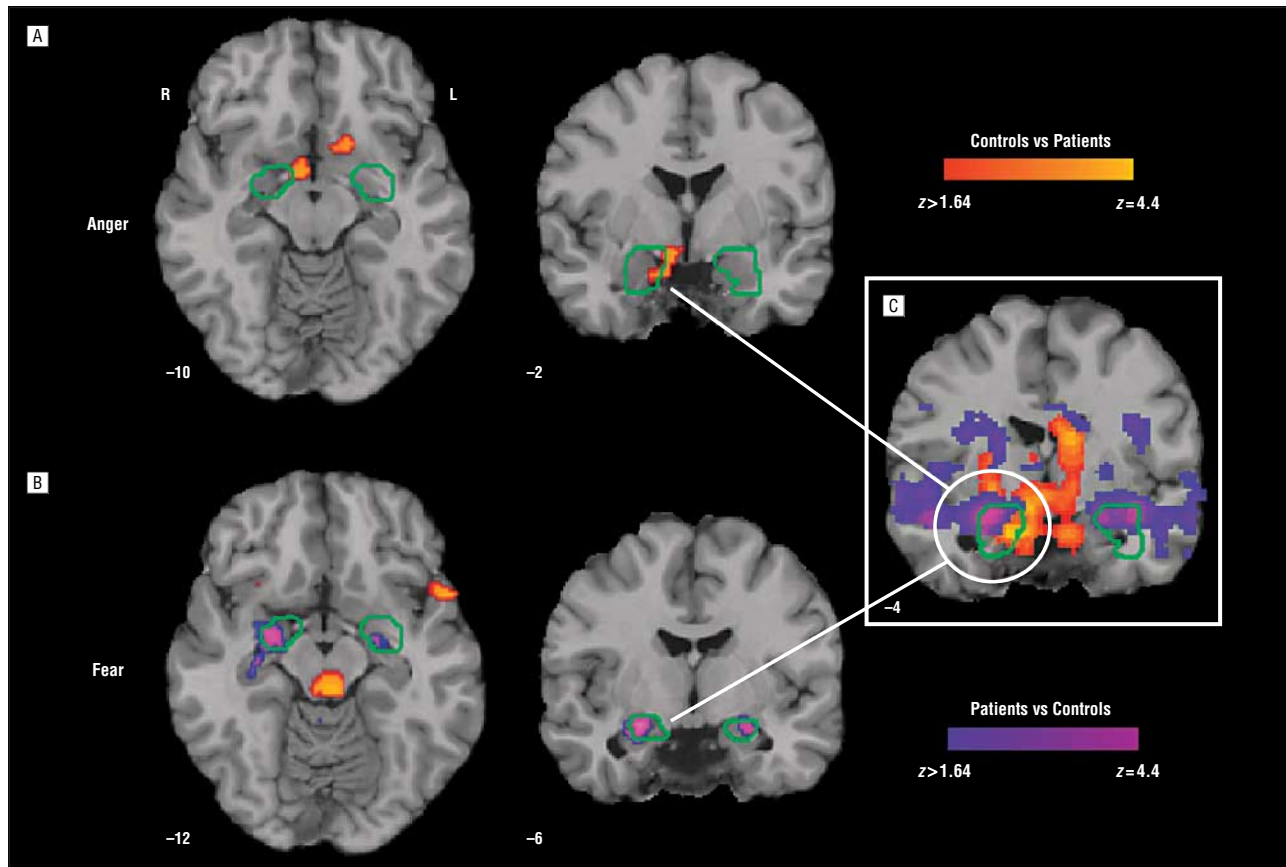 A
R
L
Anger
–10
–2
Controls vs Patients
z>1.64
z=4.4
C
–4
B
Fear
–12
–6
Patients vs Controls
z>1.64
z=4.4